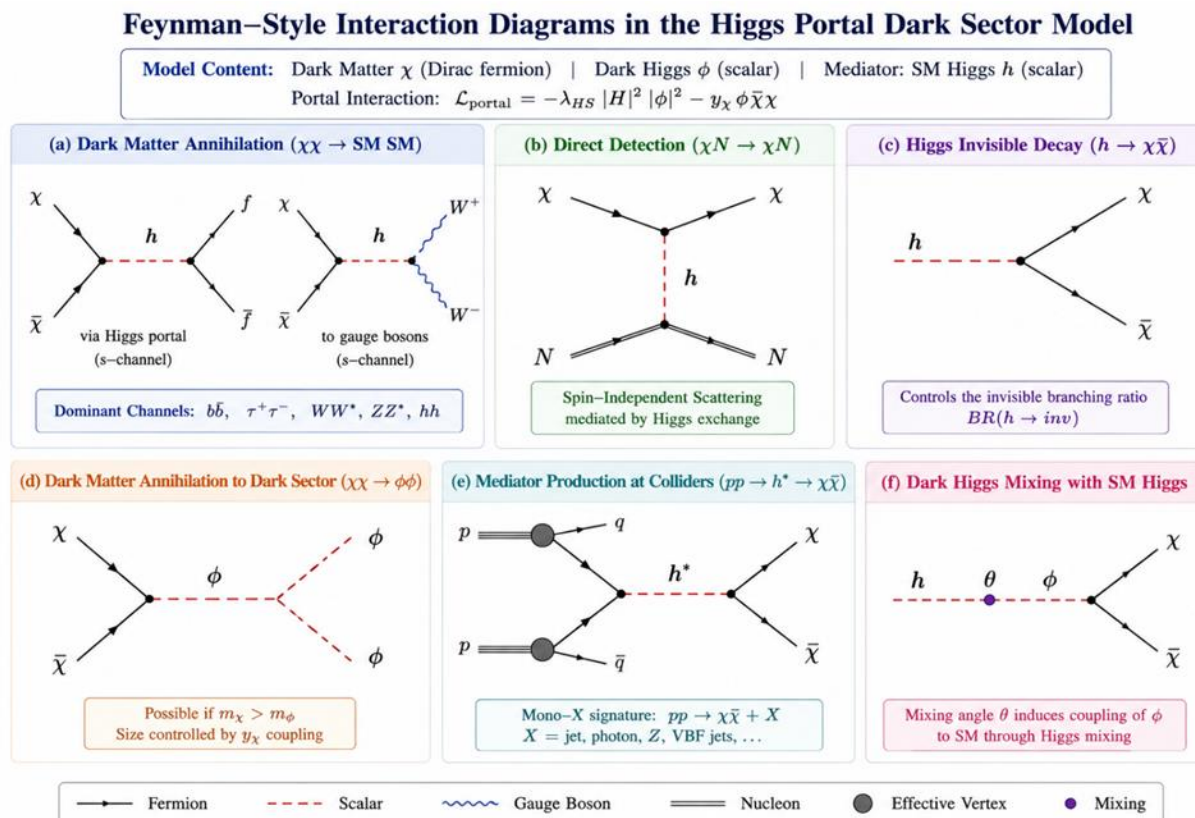 Feynman–Style Interaction Diagrams in the Higgs Portal Dark Sector Model
Model Content: Dark Matter χ (Dirac fermion) | Dark Higgs ϕ (scalar) | Mediator: SM Higgs h (scalar)
Portal Interaction: ℒ_portal = −λ_HS |H|² |ϕ|² − y_χ ϕ χ̄χ
(a) Dark Matter Annihilation (χχ → SM SM)
χ
h
f
χ̄
f̄
via Higgs portal
(s–channel)
χ
h
W⁺
χ̄
W⁻
to gauge bosons
(s–channel)
Dominant Channels: bb̄, τ⁺τ⁻, WW*, ZZ*, hh
(b) Direct Detection (χN → χN)
χ
χ
h
N
N
Spin–Independent Scattering
mediated by Higgs exchange
(c) Higgs Invisible Decay (h → χχ̄)
χ
h
χ̄
Controls the invisible branching ratio
BR(h → inv)
(d) Dark Matter Annihilation to Dark Sector (χχ → ϕϕ)
χ
ϕ
ϕ
χ̄
ϕ
Possible if m_χ > m_ϕ
Size controlled by y_χ coupling
(e) Mediator Production at Colliders (pp → h* → χχ̄)
p
q
χ
h*
p
q̄
χ̄
Mono–X signature: pp → χχ̄ + X
X = jet, photon, Z, VBF jets, …
(f) Dark Higgs Mixing with SM Higgs
χ
h
θ
ϕ
χ̄
Mixing angle θ induces coupling of ϕ
to SM through Higgs mixing
Fermion
Scalar
Gauge Boson
Nucleon
Effective Vertex
Mixing